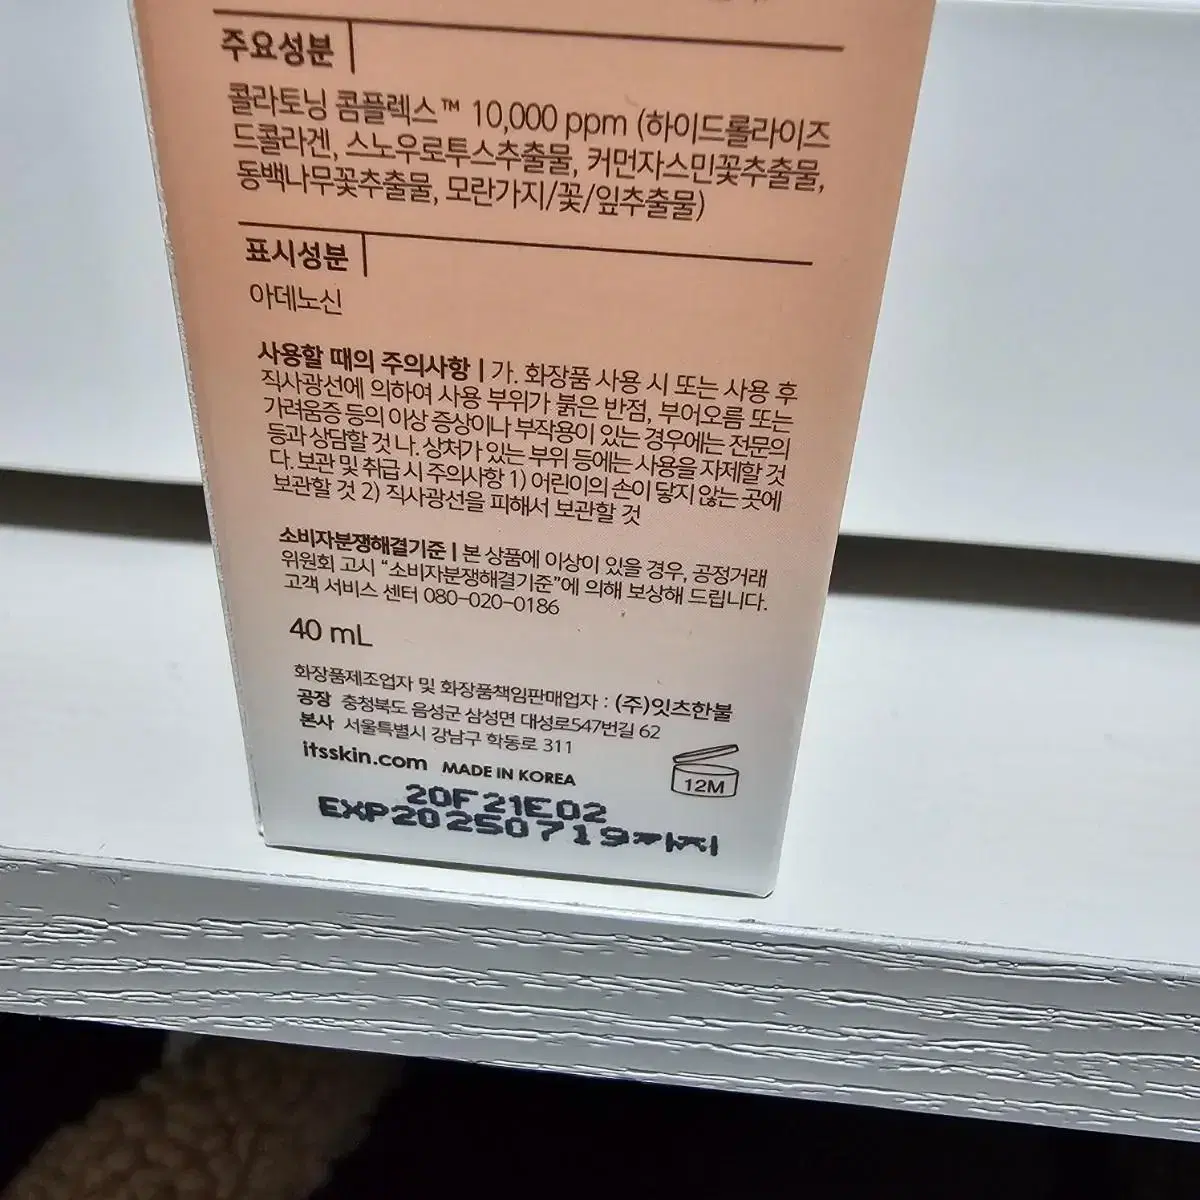 주요성분
콜라토닝 콤플렉스™ 10,000 ppm (하이드롤라이즈
드콜라겐, 스노우로투스추출물, 커먼자스민꽃추출물,
동백나무꽃추출물, 모란가지/꽃/잎추출물)
표시성분
아데노신
사용할 때의 주의사항 | 가. 화장품 사용 시 또는 사용 후
직사광선에 의하여 사용 부위가 붉은 반점, 부어오름 또는
가려움증 등의 이상 증상이나 부작용이 있는 경우에는 전문의
등과 상담할 것 나. 상처가 있는 부위 등에는 사용을 자제할 것
다. 보관 및 취급 시 주의사항 1) 어린이의 손이 닿지 않는 곳에
보관할 것 2) 직사광선을 피해서 보관할 것
소비자분쟁해결기준 | 본 상품에 이상이 있을 경우, 공정거래
위원회 고시 “소비자분쟁해결기준”에 의해 보상해 드립니다.
고객 서비스 센터 080-020-0186
40 mL
화장품제조업자 및 화장품책임판매업자 : (주)잇츠한불
공장 충청북도 음성군 삼성면 대성로547번길 62
본사 서울특별시 강남구 학동로 311
itsskin.com MADE IN KOREA
12M
20F21E02
EXP20250719까지